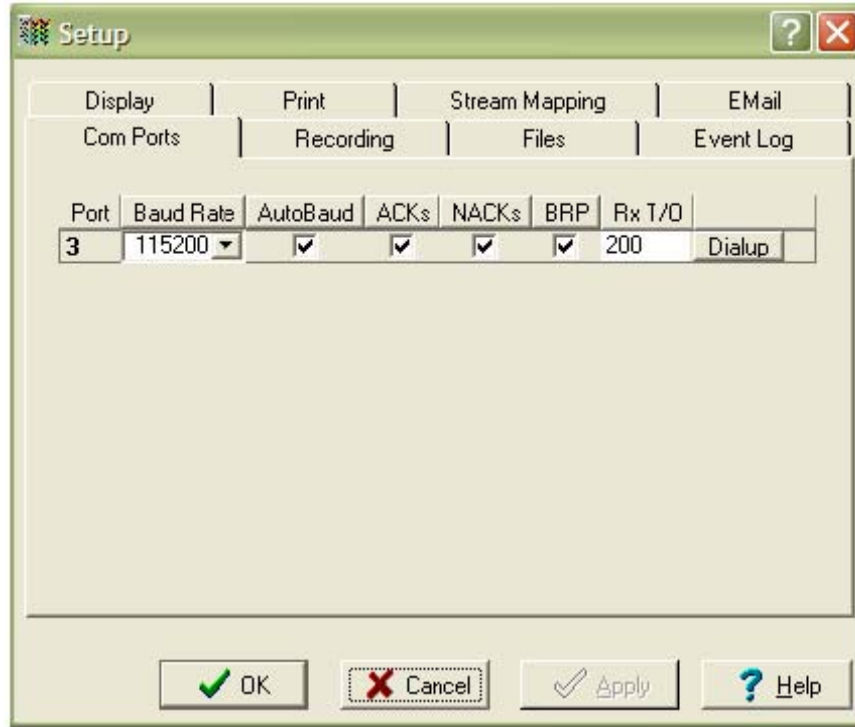 Setup
Display Print Stream Mapping EMail
Com Ports Recording Files Event Log
Port Baud Rate AutoBaud ACKs NACKs BRP Rx T/O
3 115200 200 Dialup
OK Cancel Apply Help